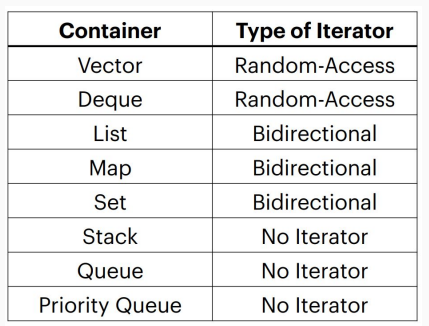 Container Type of Iterator
Vector Random-Access
Deque Random-Access
List Bidirectional
Map Bidirectional
Set Bidirectional
Stack No Iterator
Queue No Iterator
Priority Queue No Iterator